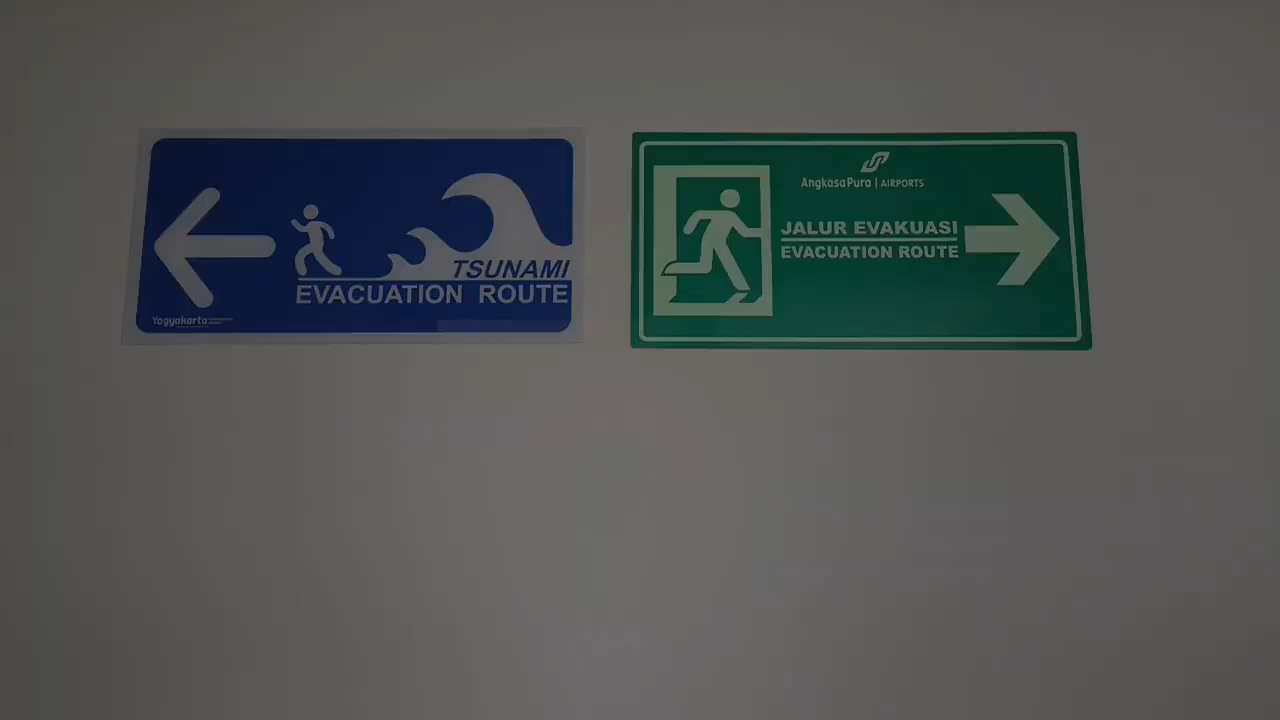 TSUNAMI
EVACUATION ROUTE
Yogyakarta
AngkasaPura | AIRPORTS
JALUR EVAKUASI
EVACUATION ROUTE